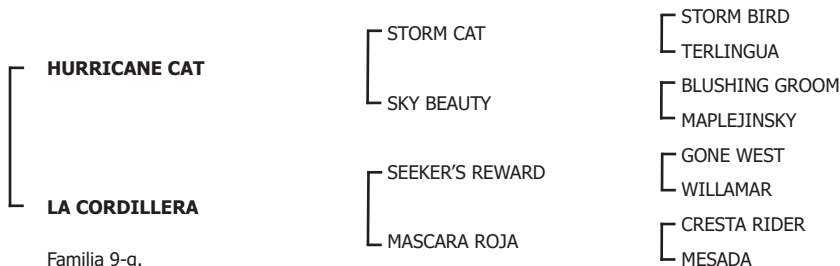 STORM BIRD
STORM CAT
TERLINGUA
HURRICANE CAT
BLUSHING GROOM
SKY BEAUTY
MAPLEJINSKY
GONE WEST
SEEKER'S REWARD
WILLAMAR
LA CORDILLERA
CRESTA RIDER
MASCARA ROJA
Familia 9-g.
MESADA